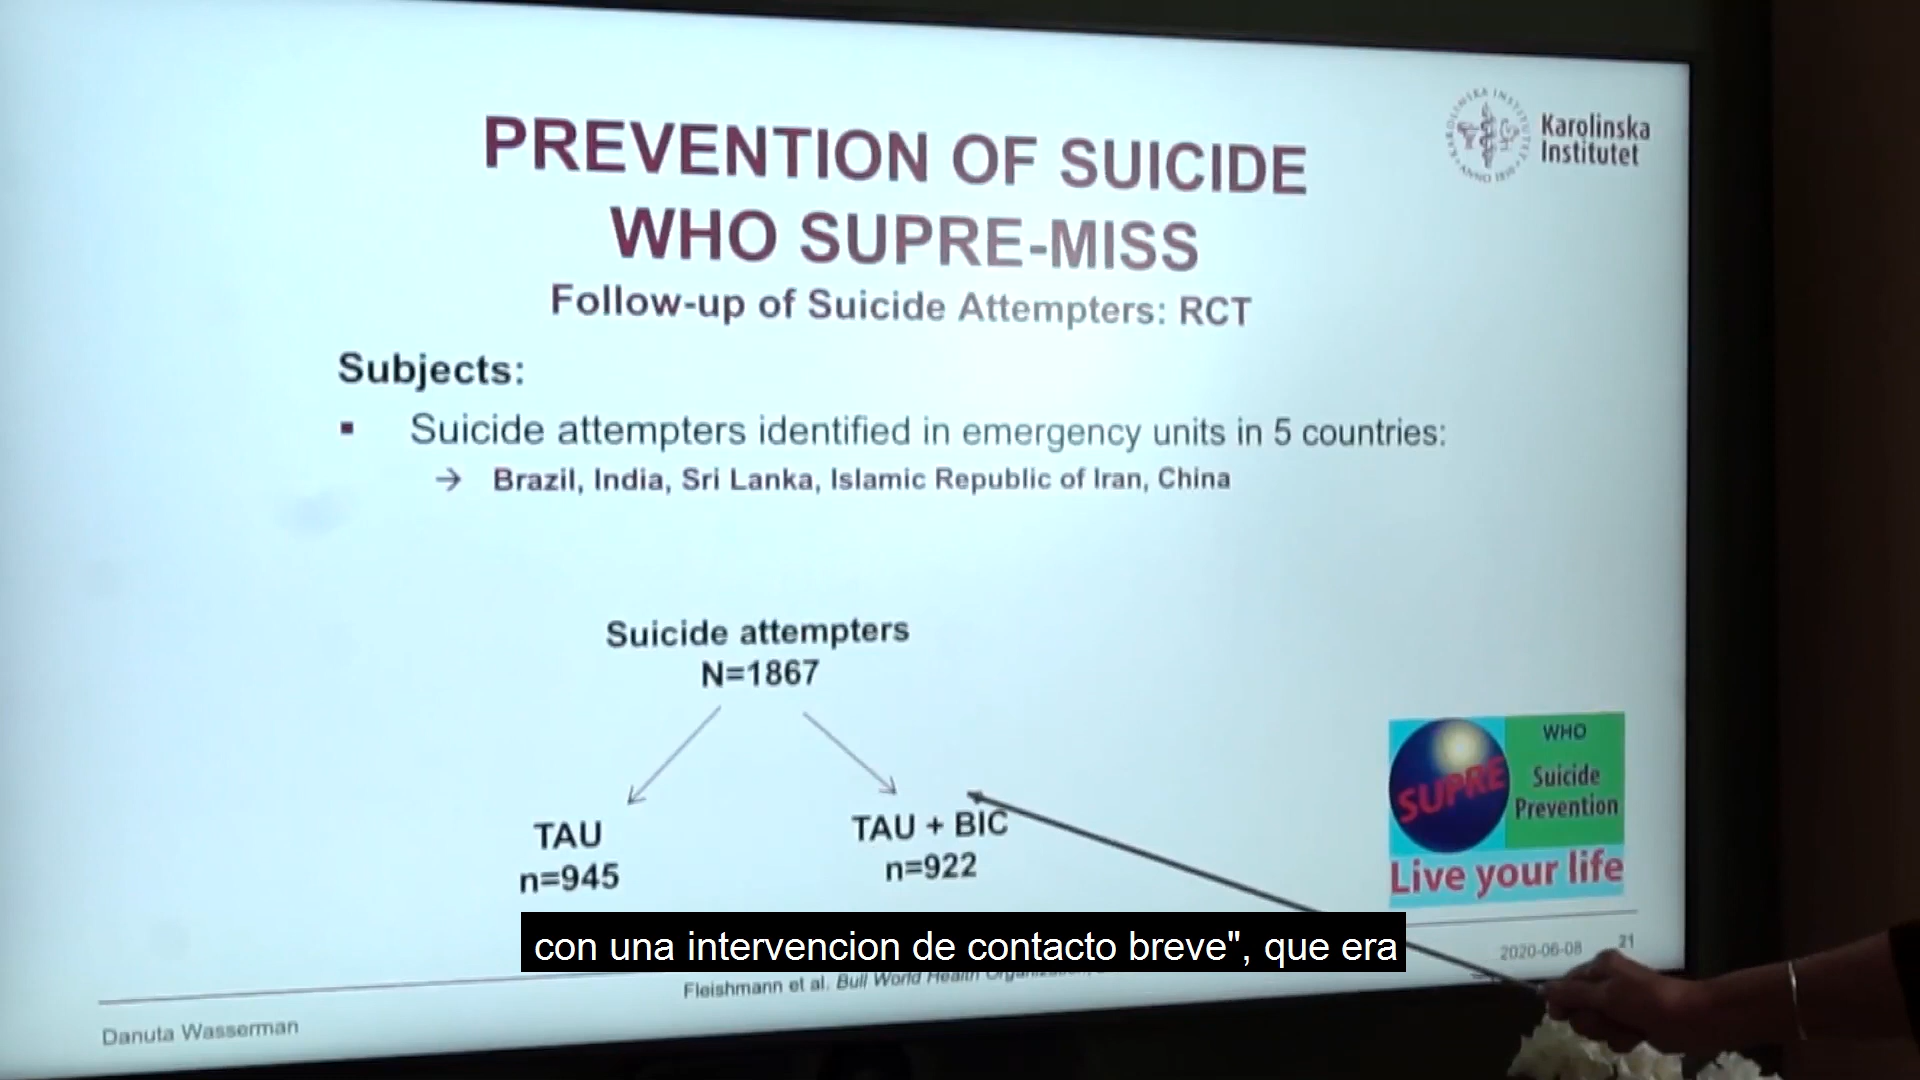 PREVENTION OF SUICIDE
WHO SUPRE-MISS
Follow-up of Suicide Attempters: RCT
Karolinska
Institutet
Subjects:
▪ Suicide attempters identified in emergency units in 5 countries:
→ Brazil, India, Sri Lanka, Islamic Republic of Iran, China
Suicide attempters
N=1867
TAU
n=945
TAU + BIC
n=922
SUPRE
WHO
Suicide
Prevention
Live your life
con una intervencion de contacto breve", que era
2020-06-08
21
Fleishmann et al. Bull World Health
Danuta Wasserman